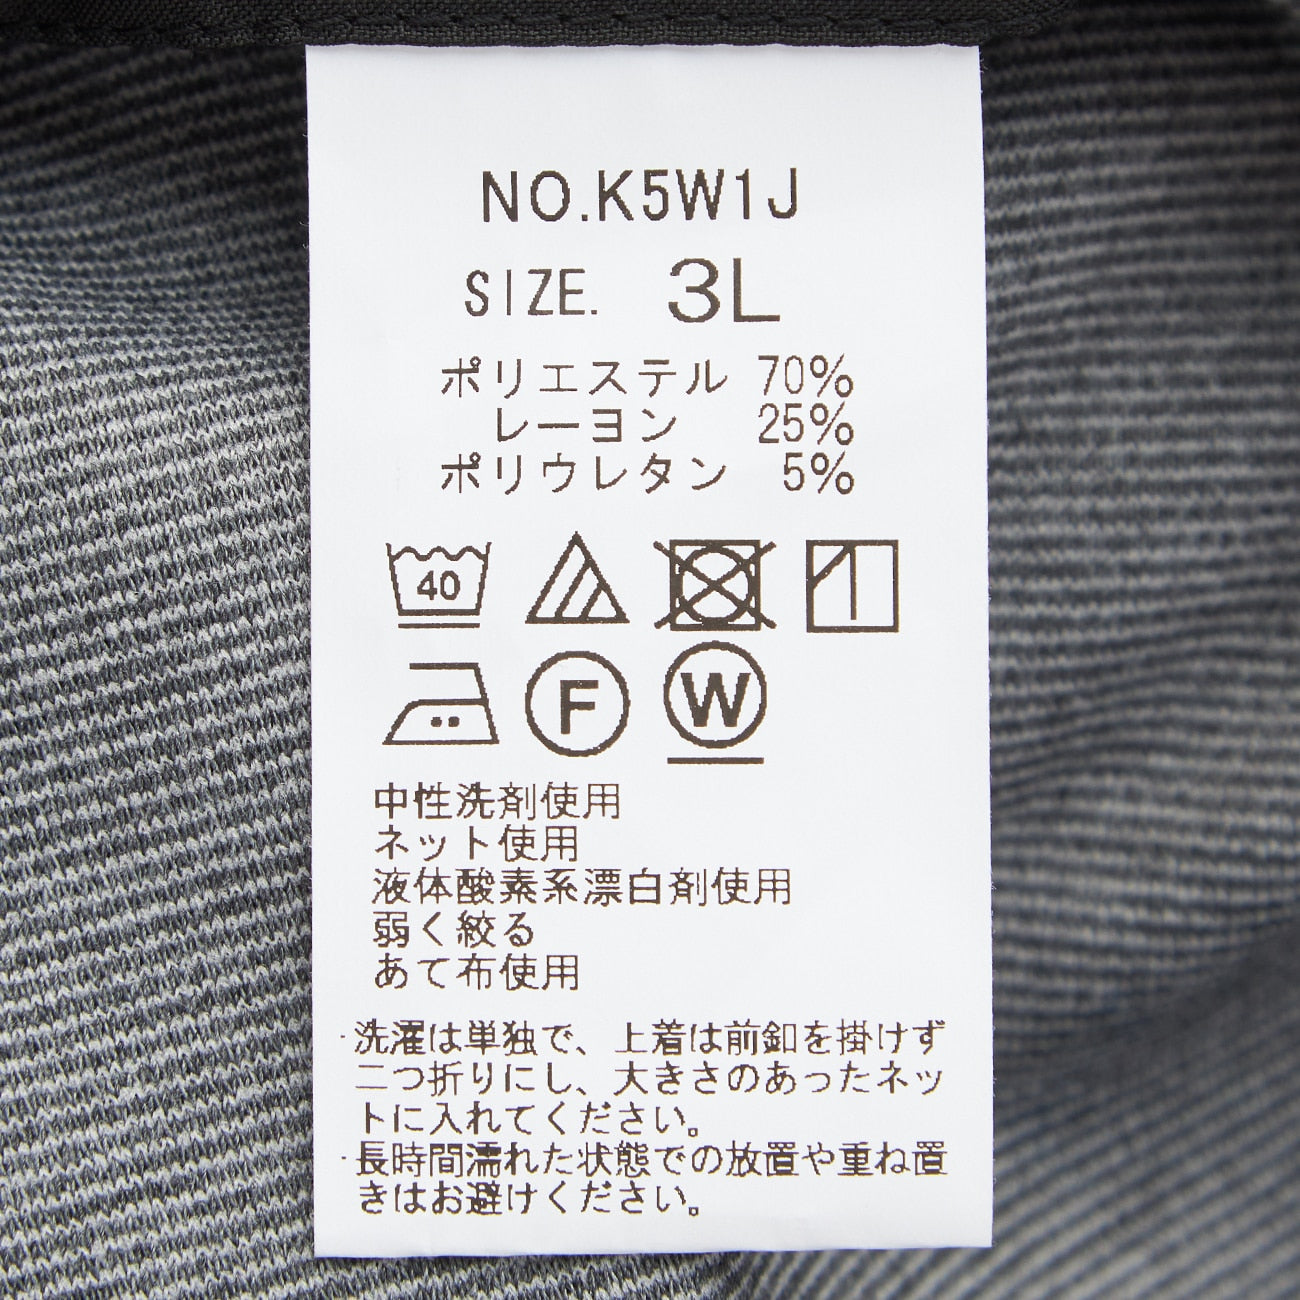 NO.K5W1J
SIZE. 3L
ポリエステル 70%
レーヨン 25%
ポリウレタン 5%
40
F W
中性洗剤使用
ネット使用
液体酸素系漂白剤使用
弱く絞る
あて布使用
・洗濯は単独で、上着は前釦を掛けず
二つ折りにし、大きさのあったネッ
トに入れてください。
・長時間濡れた状態での放置や重ね置
きはお避けください。